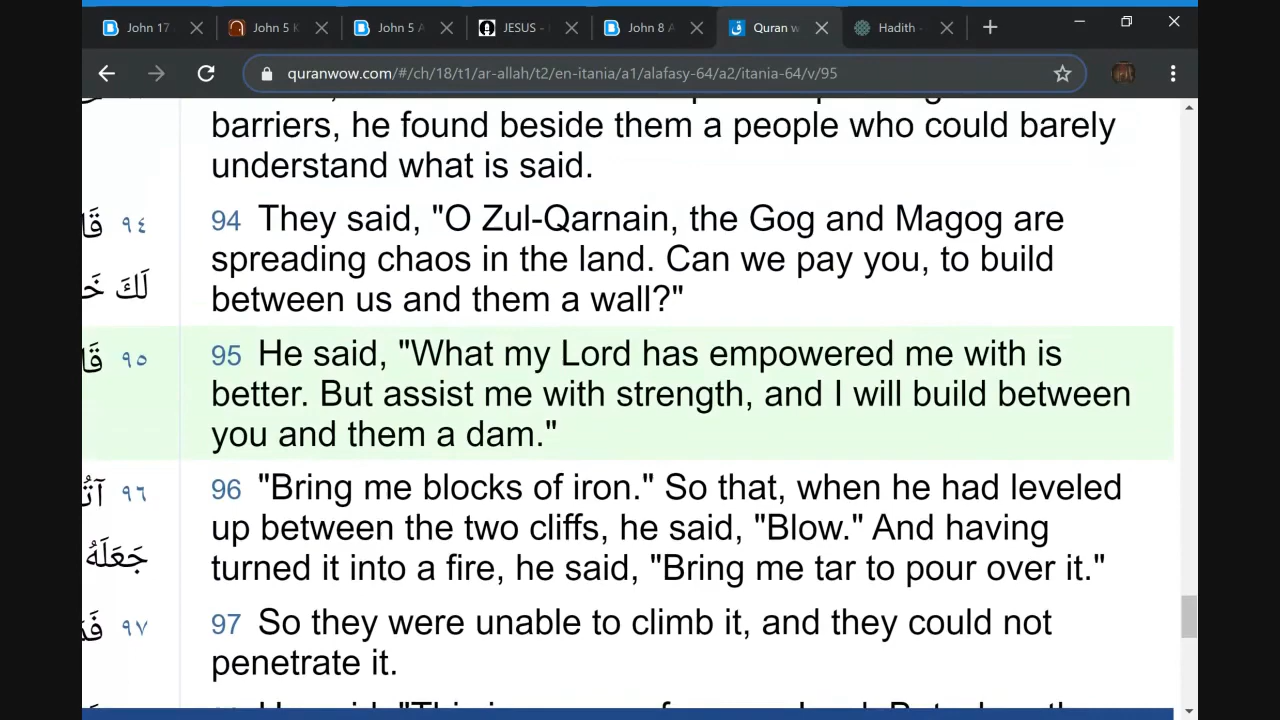 John 17
John 5 K
John 5 A
JESUS -
John 8 A
Quran w
Hadith -
quranwow.com/#/ch/18/t1/ar-allah/t2/en-itania/a1/alafasy-64/a2/itania-64/v/95
barriers, he found beside them a people who could barely
understand what is said.
٩٤
94 They said, "O Zul-Qarnain, the Gog and Magog are
spreading chaos in the land. Can we pay you, to build
لَكَ
between us and them a wall?"
٩٥
95 He said, "What my Lord has empowered me with is
better. But assist me with strength, and I will build between
you and them a dam."
٩٦
96 "Bring me blocks of iron." So that, when he had leveled
up between the two cliffs, he said, "Blow." And having
جَعَلَهُ
turned it into a fire, he said, "Bring me tar to pour over it."
٩٧
97 So they were unable to climb it, and they could not
penetrate it.